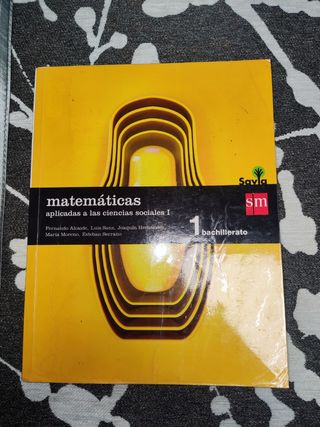 Savia
matemáticas
aplicadas a las ciencias sociales I
sm
Fernando Alcaide, Luis Sanz, Joaquín Hernández,
María Moreno, Esteban Serrano
1 bachillerato